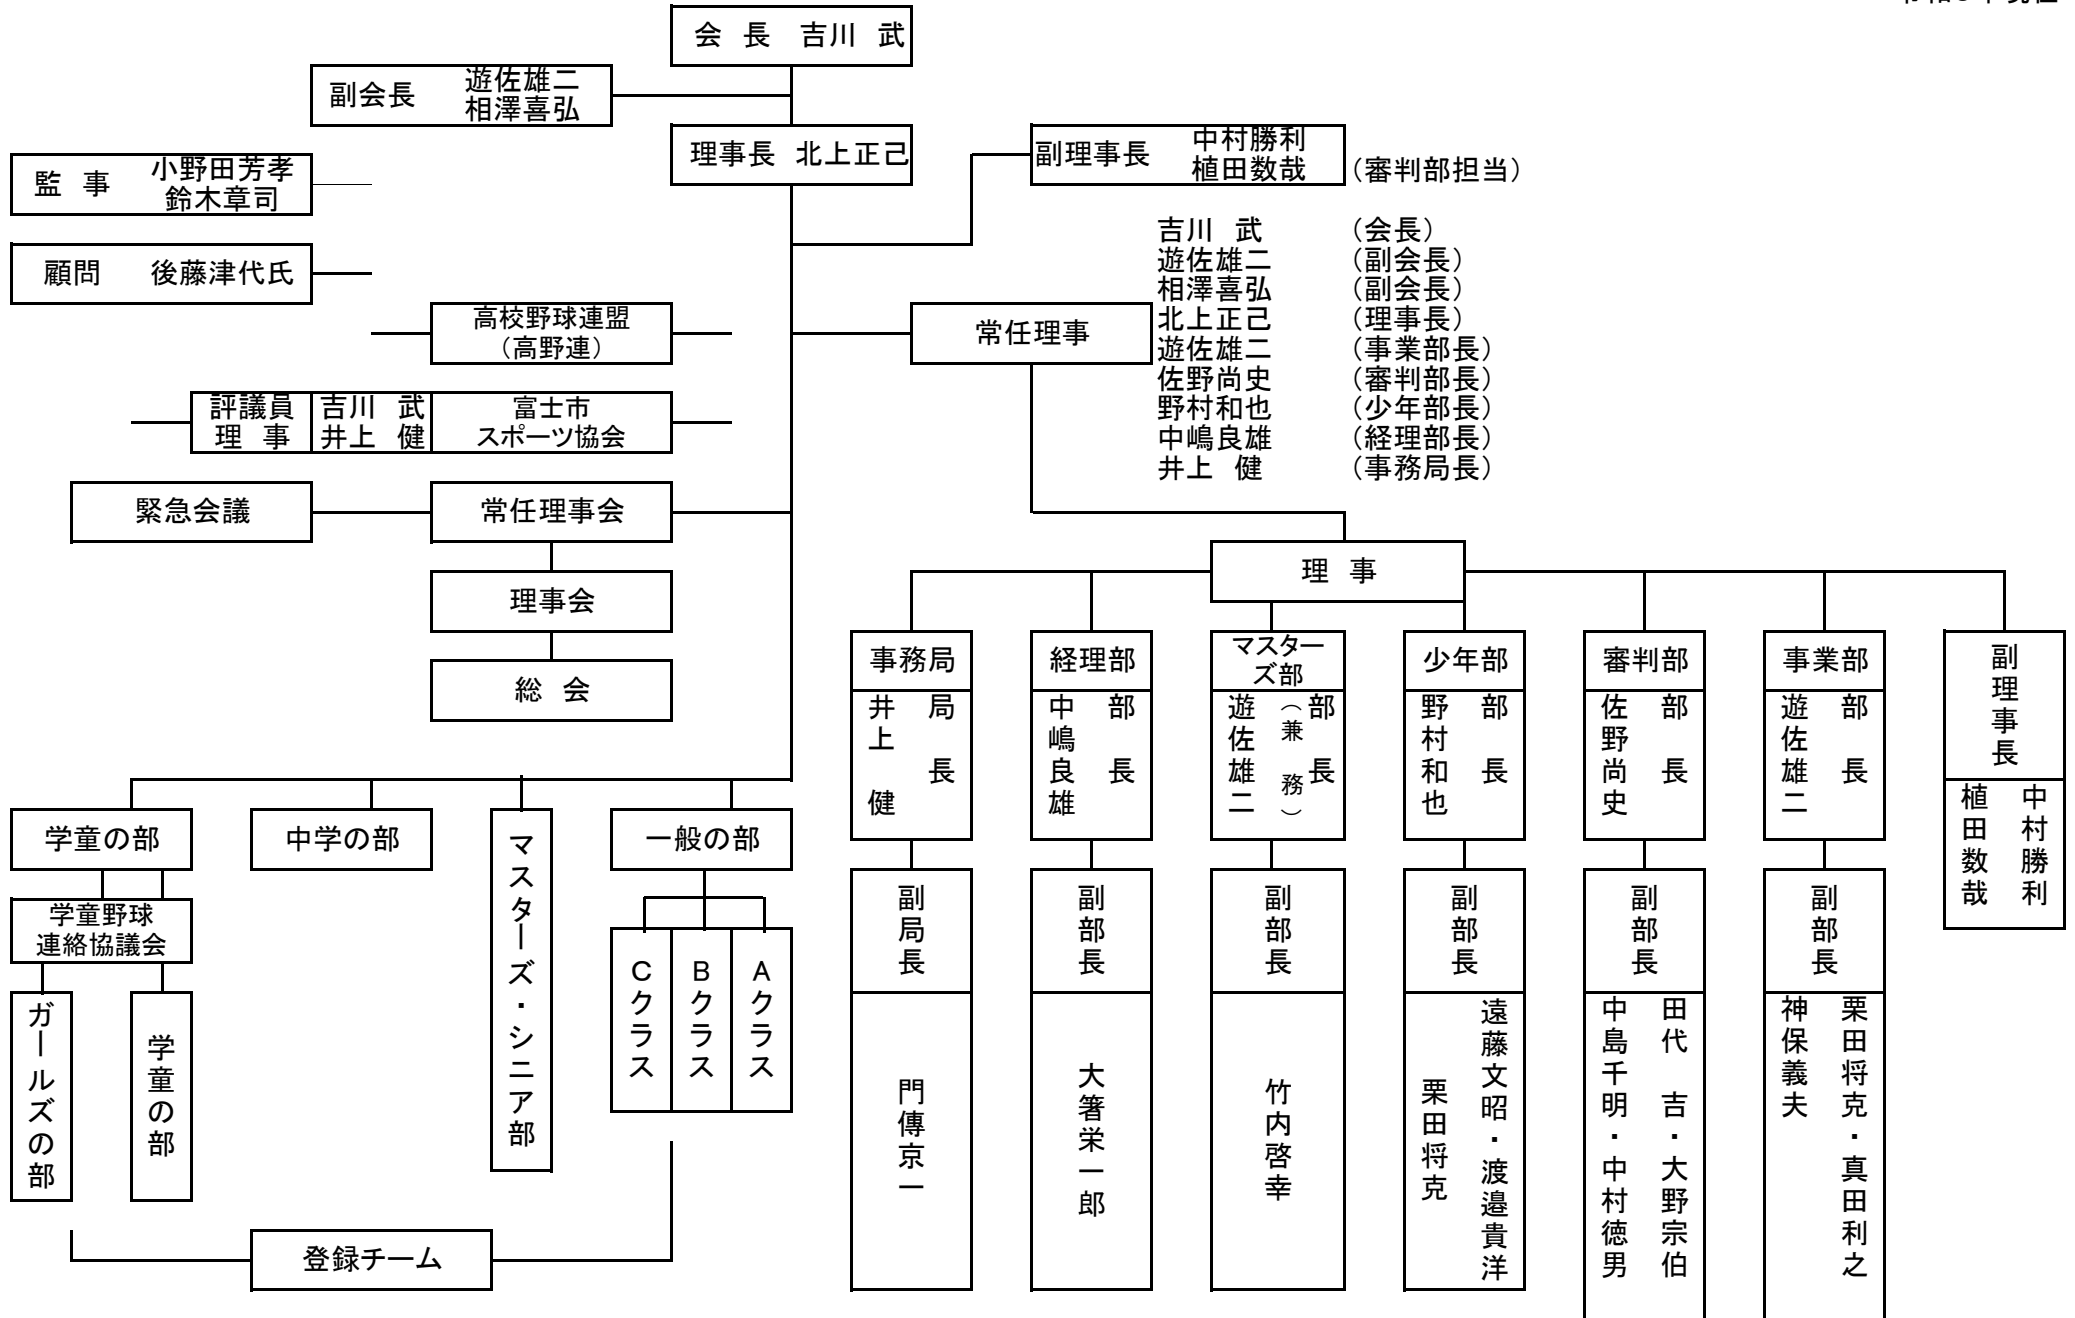 会 長 吉川 武
副会長 遊佐雄二
相澤喜弘
理事長 北上正己
副理事長 中村勝利
植田数哉 （審判部担当）
監 事 小野田芳孝
鈴木章司
顧問 後藤津代氏
吉川 武 （会長）
遊佐雄二 （副会長）
相澤喜弘 （副会長）
北上正己 （理事長）
遊佐雄二 （事業部長）
佐野尚史 （審判部長）
野村和也 （少年部長）
中嶋良雄 （経理部長）
井上 健 （事務局長）
常任理事
高校野球連盟
（高野連）
評議員 吉川 武
理 事 井上 健
富士市
スポーツ協会
緊急会議
常任理事会
理事会
総 会
理 事
事務局
局長
井上 健
副局長
門傳京一
経理部
部長
中嶋良雄
副部長
大箸栄一郎
マスター
ズ部
部長
（兼務）
遊佐雄二
副部長
竹内啓幸
少年部
部長
野村和也
副部長
遠藤文昭・渡邉貴洋
栗田将克
審判部
部長
佐野尚史
副部長
田代 吉・大野宗伯
中島千明・中村徳男
事業部
部長
遊佐雄二
副部長
栗田将克・真田利之
神保義夫
副理事長
中村勝利
植田数哉
学童の部
中学の部
マスターズ・シニア部
一般の部
学童野球
連絡協議会
ガールズの部
学童の部
Cクラス
Bクラス
Aクラス
登録チーム